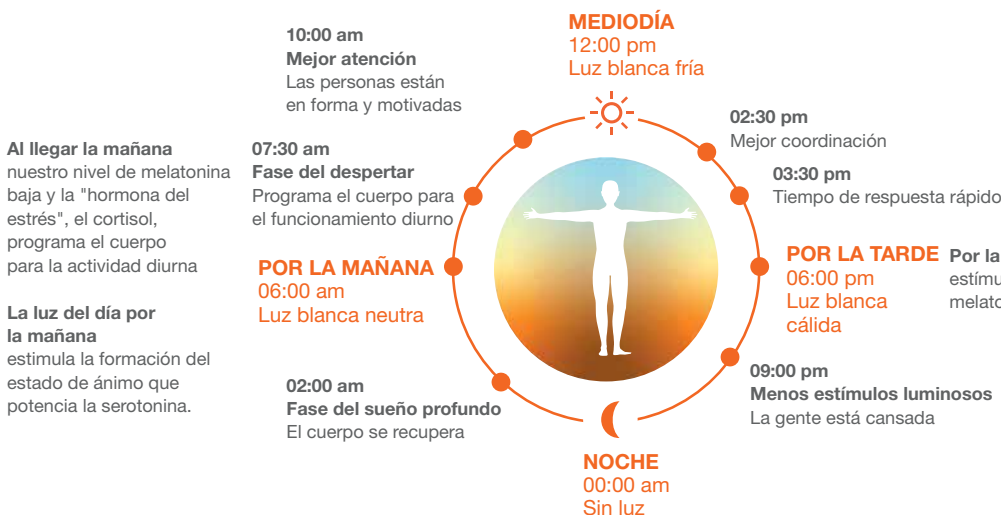 MEDIODÍA
12:00 pm
Luz blanca fría
10:00 am
Mejor atención
Las personas están
en forma y motivadas
02:30 pm
Mejor coordinación
Al llegar la mañana
nuestro nivel de melatonina
baja y la "hormona del
estrés", el cortisol,
programa el cuerpo
para la actividad diurna
07:30 am
Fase del despertar
Programa el cuerpo para
el funcionamiento diurno
03:30 pm
Tiempo de respuesta rápido
POR LA MAÑANA
06:00 am
Luz blanca neutra
POR LA TARDE
06:00 pm
Luz blanca
cálida
Por la
La luz del día por
la mañana
estimula la formación del
estado de ánimo que
potencia la serotonina.
02:00 am
Fase del sueño profundo
El cuerpo se recupera
09:00 pm
Menos estímulos luminosos
La gente está cansada
NOCHE
00:00 am
Sin luz